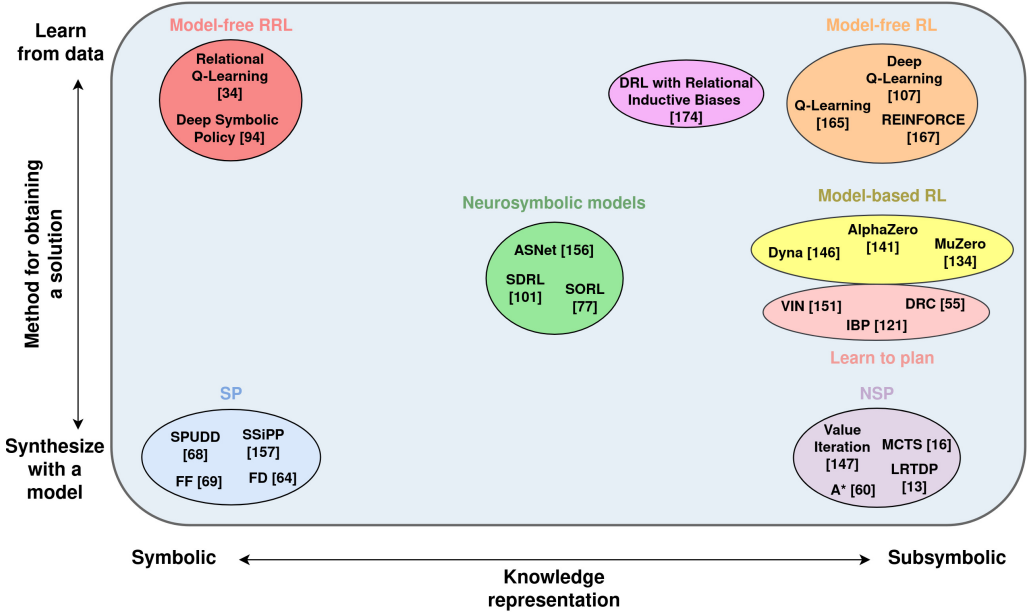 Learn
from data
Method for obtaining
a solution
Synthesize
with a
model
Model-free RRL
Relational
Q-Learning
[34]
Deep Symbolic
Policy [94]
DRL with Relational
Inductive Biases
[174]
Model-free RL
Deep
Q-Learning
[107]
Q-Learning
[165]
REINFORCE
[167]
Neurosymbolic models
ASNet [156]
SDRL
[101]
SORL
[77]
Model-based RL
Dyna [146]
AlphaZero
[141]
MuZero
[134]
VIN [151]
DRC [55]
IBP [121]
Learn to plan
SP
SPUDD
[68]
SSiPP
[157]
FF [69]
FD [64]
NSP
Value
Iteration
[147]
MCTS [16]
LRTDP
[13]
A* [60]
Symbolic
Subsymbolic
Knowledge
representation